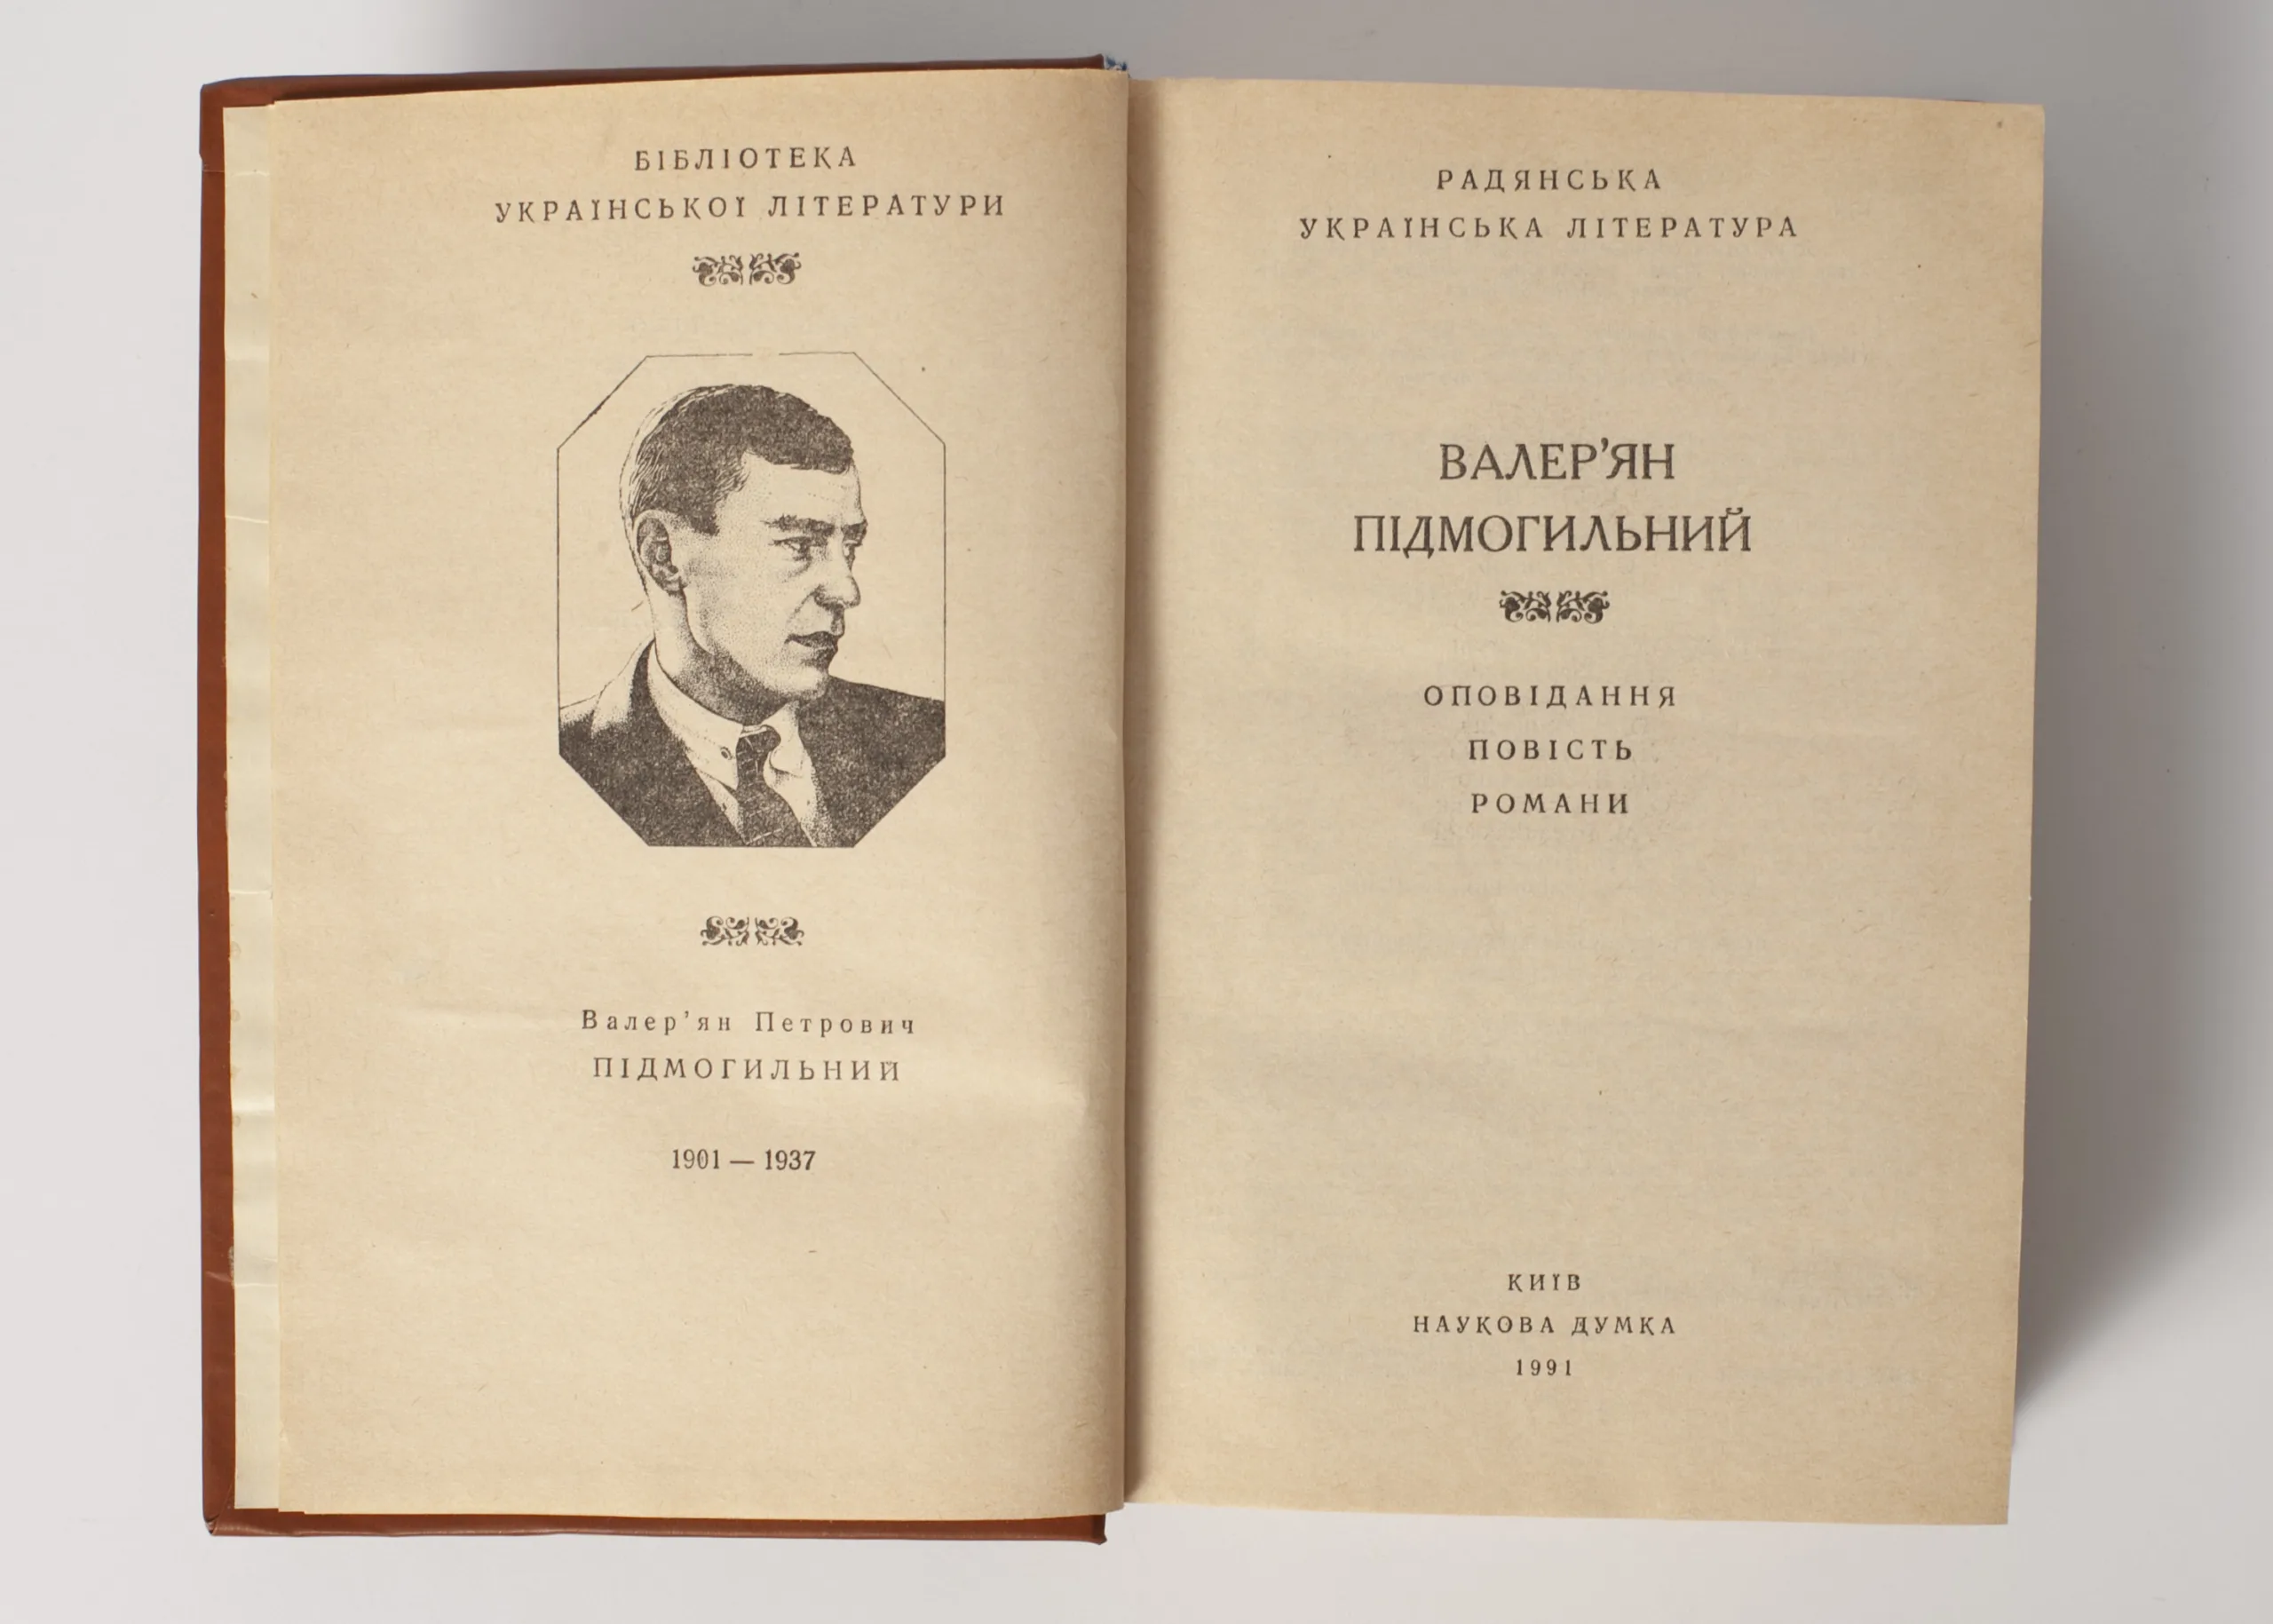 БІБЛІОТЕКА
УКРАЇНСЬКОЇ ЛІТЕРАТУРИ
Валер’ян Петрович
ПІДМОГИЛЬНИЙ
1901 — 1937
РАДЯНСЬКА
УКРАЇНСЬКА ЛІТЕРАТУРА
ВАЛЕР’ЯН
ПІДМОГИЛЬНИЙ
ОПОВІДАННЯ
ПОВІСТЬ
РОМАНИ
КИЇВ
НАУКОВА ДУМКА
1991